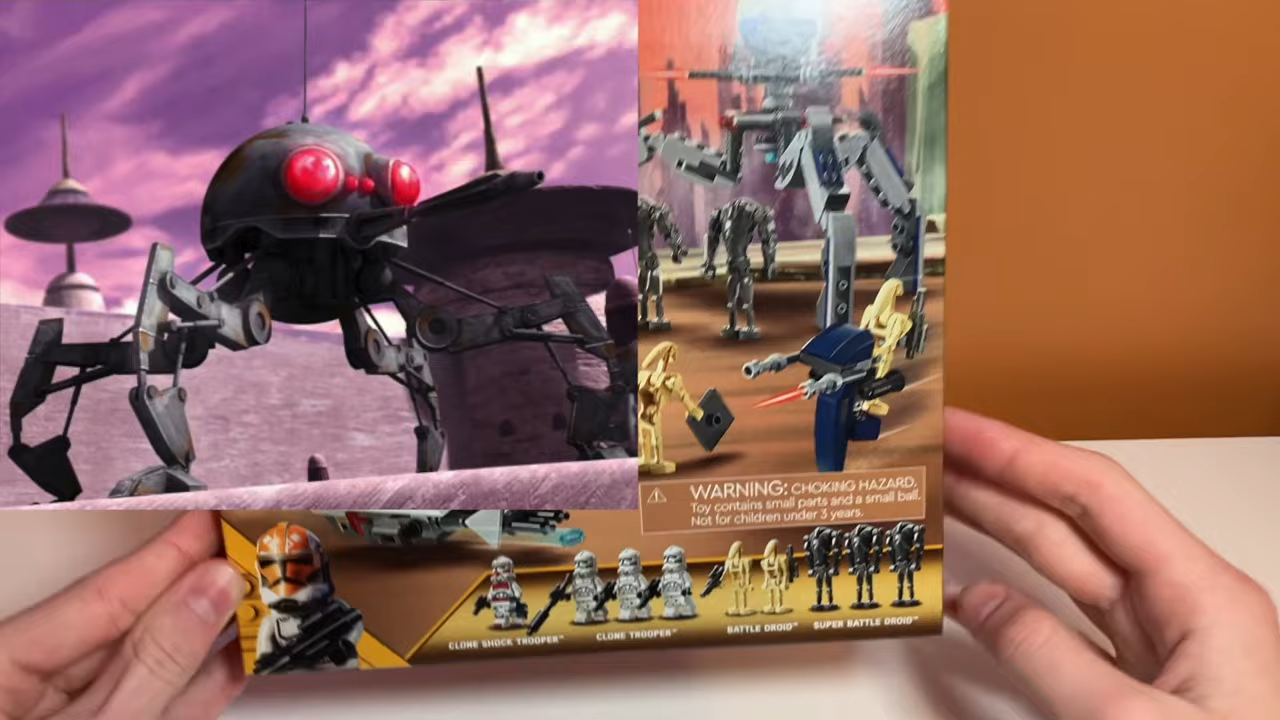 WARNING: CHOKING HAZARD.
Toy contains small parts and a small ball.
Not for children under 3 years.
CLONE SHOCK TROOPER™
CLONE TROOPER™
BATTLE DROID™
SUPER BATTLE DROID™